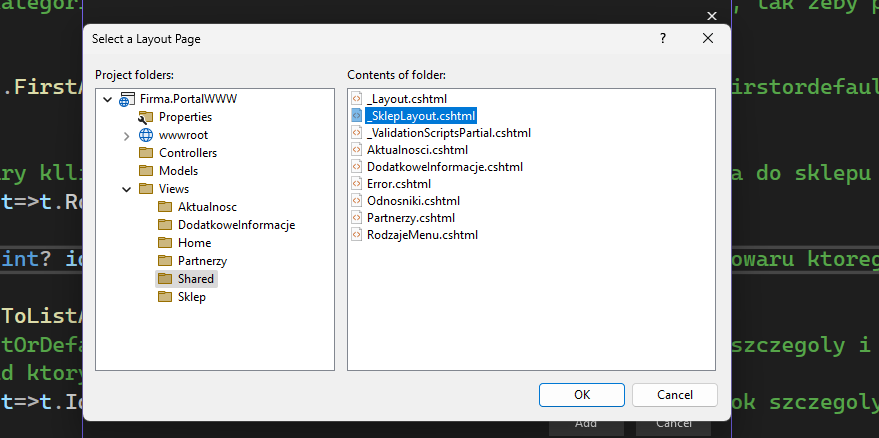 ategori
, tak żeby p
Select a Layout Page
?
Project folders:
Contents of folder:
Firma.PortalWWW
Properties
wwwroot
Controllers
Models
Views
Aktualnosc
DodatkoweInformacje
Home
Partnerzy
Shared
Sklep
_Layout.cshtml
_SklepLayout.cshtml
_ValidationScriptsPartial.cshtml
Aktualnosci.cshtml
DodatkoweInformacje.cshtml
Error.cshtml
Odnosniki.cshtml
Partnerzy.cshtml
RodzajeMenu.cshtml
.FirstA
irstordefaul
ry klli
a do sklepu
t=>t.Ro
int? i
owaru ktoreg
ToListA
tOrDefa
szczegoly i
d ktory
t=>t.Id
ok szczegoly
OK
Cancel
Add
Cancel